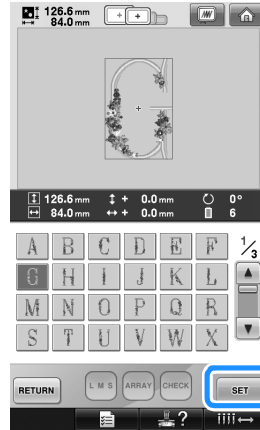 126.6 mm
84.0 mm
126.6 mm + 0.0 mm 0°
84.0 mm + 0.0 mm 6
A B C D E F 1/3
G H I J K L
M N O P Q R
S T U V W X
RETURN L M S ARRAY CHECK SET
?